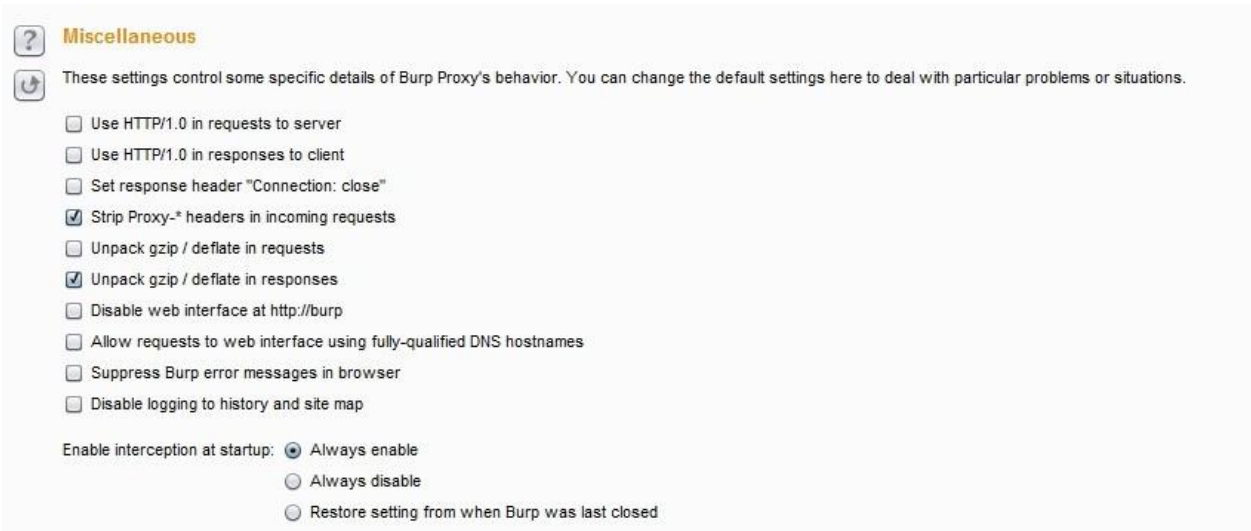 Miscellaneous
These settings control some specific details of Burp Proxy's behavior. You can change the default settings here to deal with particular problems or situations.
Use HTTP/1.0 in requests to server
Use HTTP/1.0 in responses to client
Set response header "Connection: close"
Strip Proxy-* headers in incoming requests
Unpack gzip / deflate in requests
Unpack gzip / deflate in responses
Disable web interface at http://burp
Allow requests to web interface using fully-qualified DNS hostnames
Suppress Burp error messages in browser
Disable logging to history and site map
Enable interception at startup: Always enable
Always disable
Restore setting from when Burp was last closed